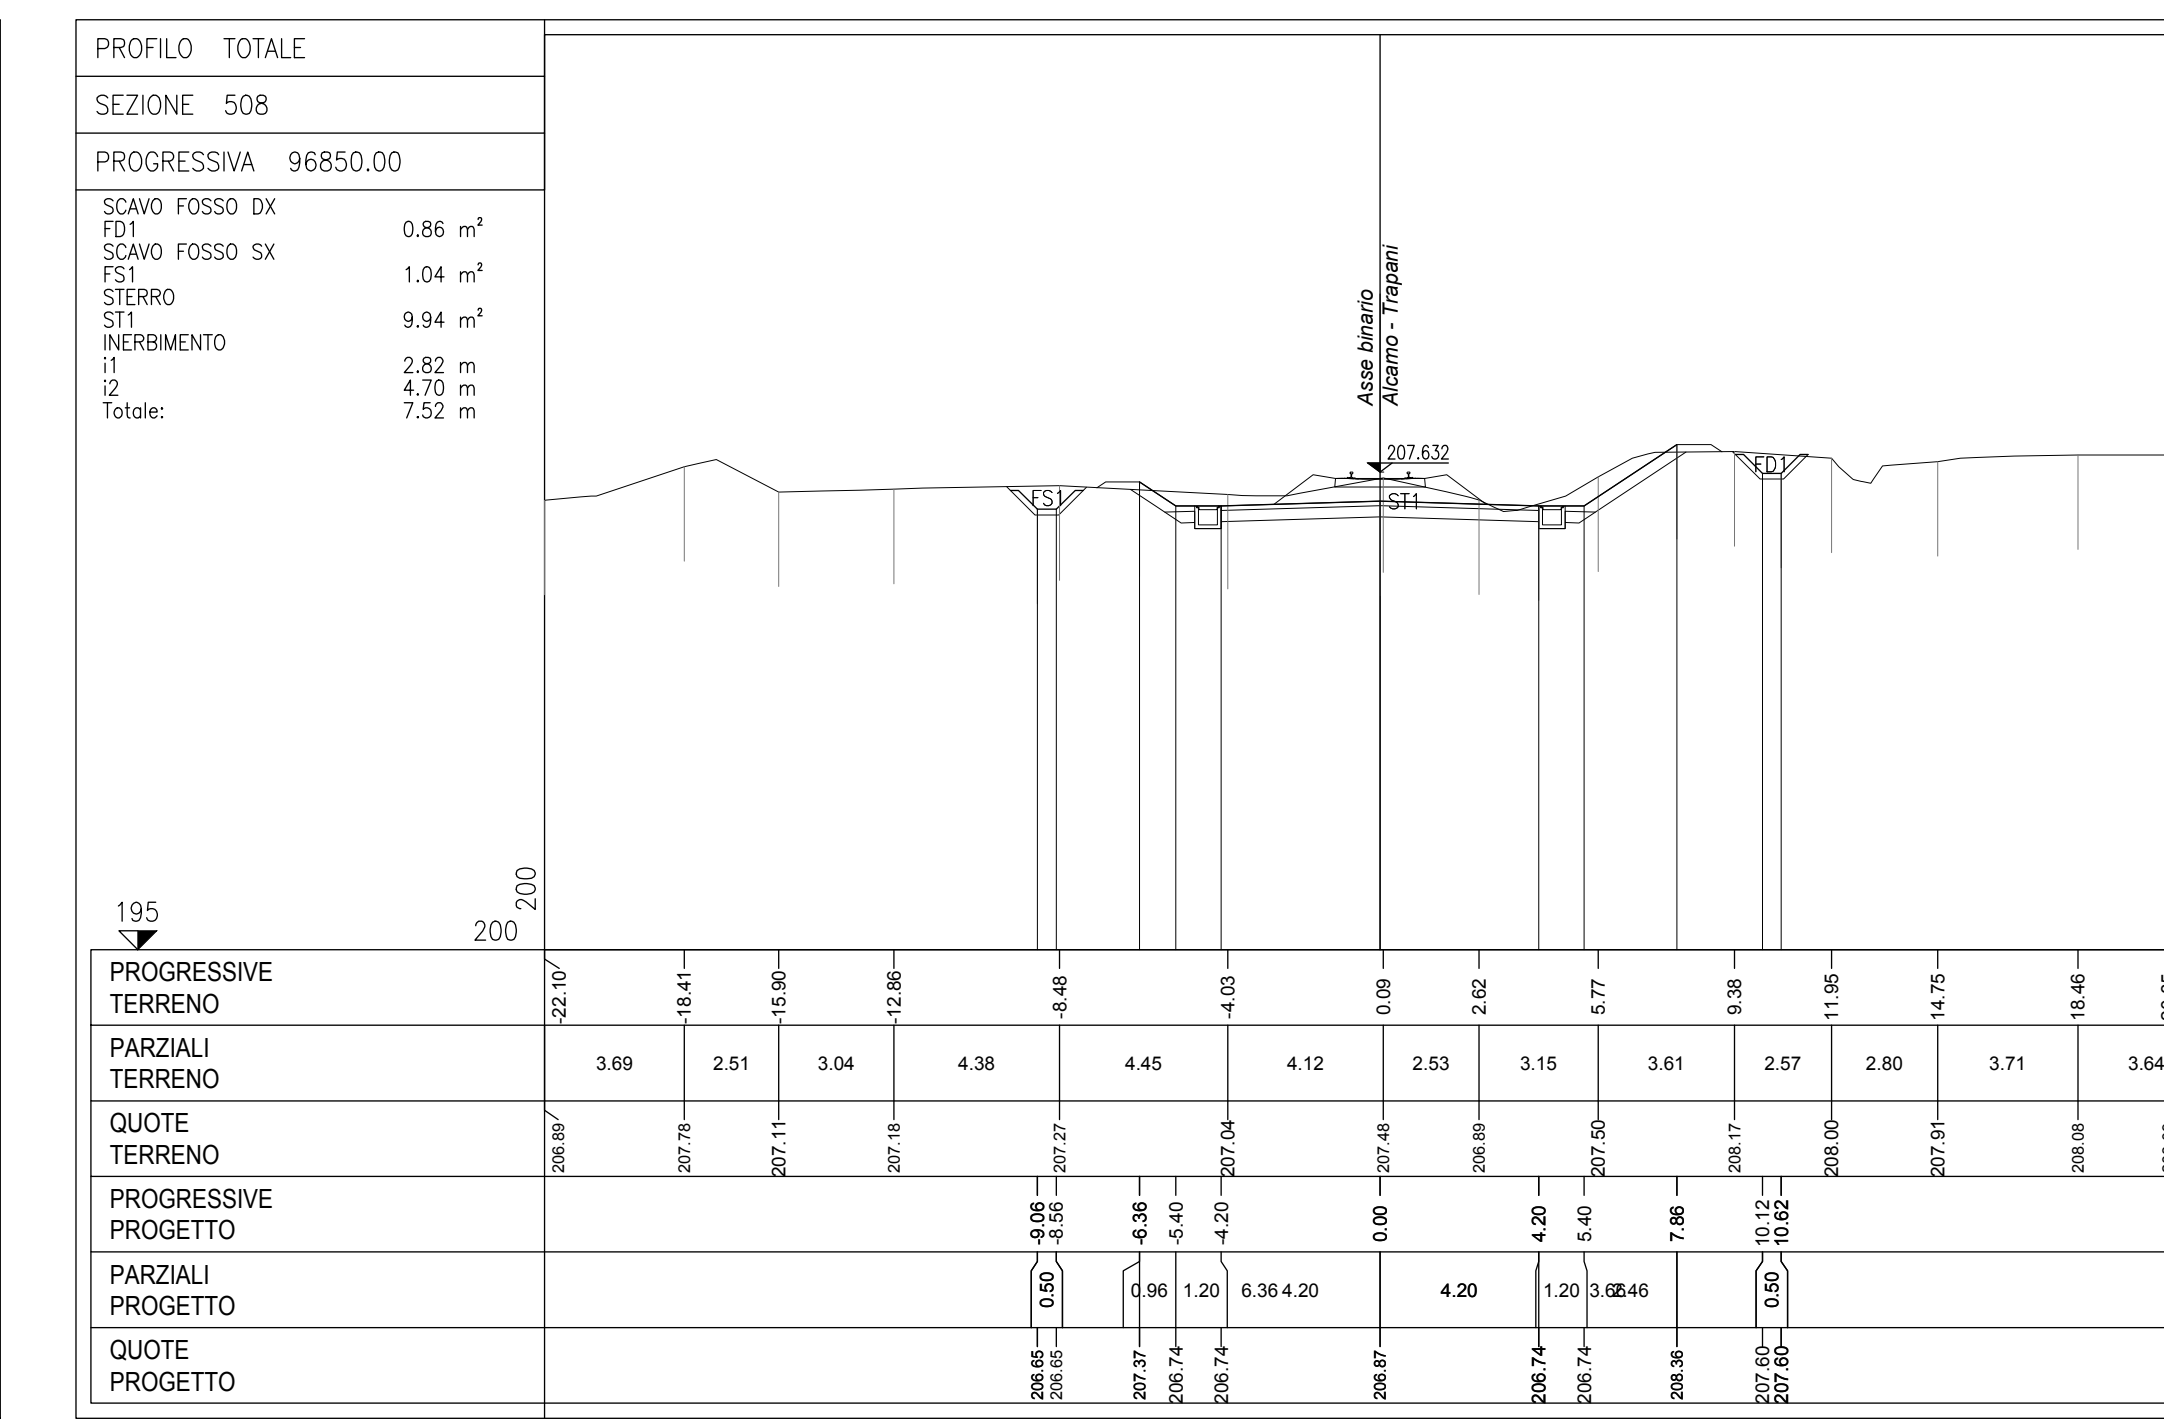 PROFILO TOTALE
SEZIONE 508
PROGRESSIVA 96850.00
SCAVO FOSSO DX
FD1 0.86 m²
SCAVO FOSSO SX
FS1 1.04 m²
STERRO
ST1 9.94 m²
INERBIMENTO
i1 2.82 m
i2 4.70 m
Totale: 7.52 m
Asse binario
Alcamo - Trapani
207.632
FS1
ST1
FD1
195
200
200
PROGRESSIVE
TERRENO
-22.10 -18.41 -15.90 -12.86 -8.48 -4.03 0.09 2.62 5.77 9.38 11.95 14.75 18.46
PARZIALI
TERRENO
3.69 2.51 3.04 4.38 4.45 4.12 2.53 3.15 3.61 2.57 2.80 3.71 3.64
QUOTE
TERRENO
206.89 207.78 207.11 207.18 207.27 207.04 207.48 206.89 207.50 208.17 208.00 207.91 208.08
PROGRESSIVE
PROGETTO
-9.06 -8.56 -6.36 -5.40 -4.20 0.00 4.20 5.40 7.86 10.12 10.62
PARZIALI
PROGETTO
0.50 0.96 1.20 6.36 4.20 4.20 1.20 3.66 2.46 0.50
QUOTE
PROGETTO
206.65 206.65 207.37 206.74 206.74 206.87 206.74 206.74 208.36 207.60 207.60